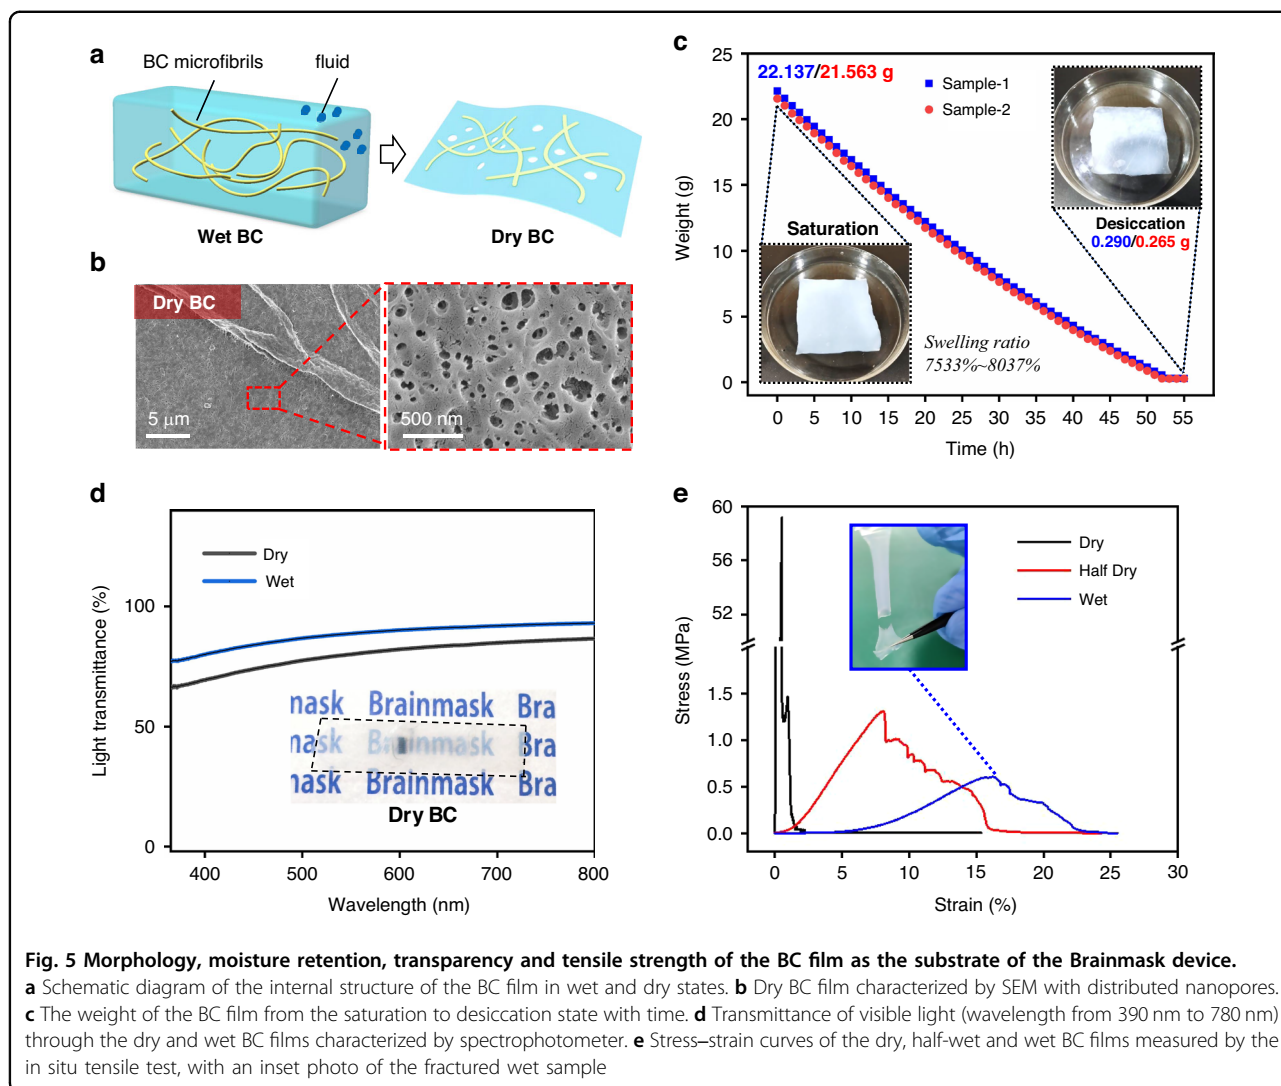 a
BC microfibrils
fluid
Wet BC
Dry BC
b
Dry BC
5 μm
500 nm
c
22.137/21.563 g
Sample-1
Sample-2
Saturation
Desiccation
0.290/0.265 g
Swelling ratio
7533%~8037%
Weight (g)
25
20
15
10
5
0
0 5 10 15 20 25 30 35 40 45 50 55
Time (h)
d
Dry
Wet
Light transmittance (%)
100
50
0
mask Brainmask Bra
mask Brainmask Bra
mask Brainmask Bra
Dry BC
400 500 600 700 800
Wavelength (nm)
e
Dry
Half Dry
Wet
Stress (MPa)
60
56
52
1.5
1.0
0.5
0.0
0 5 10 15 20 25 30
Strain (%)
Fig. 5 Morphology, moisture retention, transparency and tensile strength of the BC film as the substrate of the Brainmask device.
a Schematic diagram of the internal structure of the BC film in wet and dry states. b Dry BC film characterized by SEM with distributed nanopores.
c The weight of the BC film from the saturation to desiccation state with time. d Transmittance of visible light (wavelength from 390 nm to 780 nm)
through the dry and wet BC films characterized by spectrophotometer. e Stress–strain curves of the dry, half-wet and wet BC films measured by the
in situ tensile test, with an inset photo of the fractured wet sample